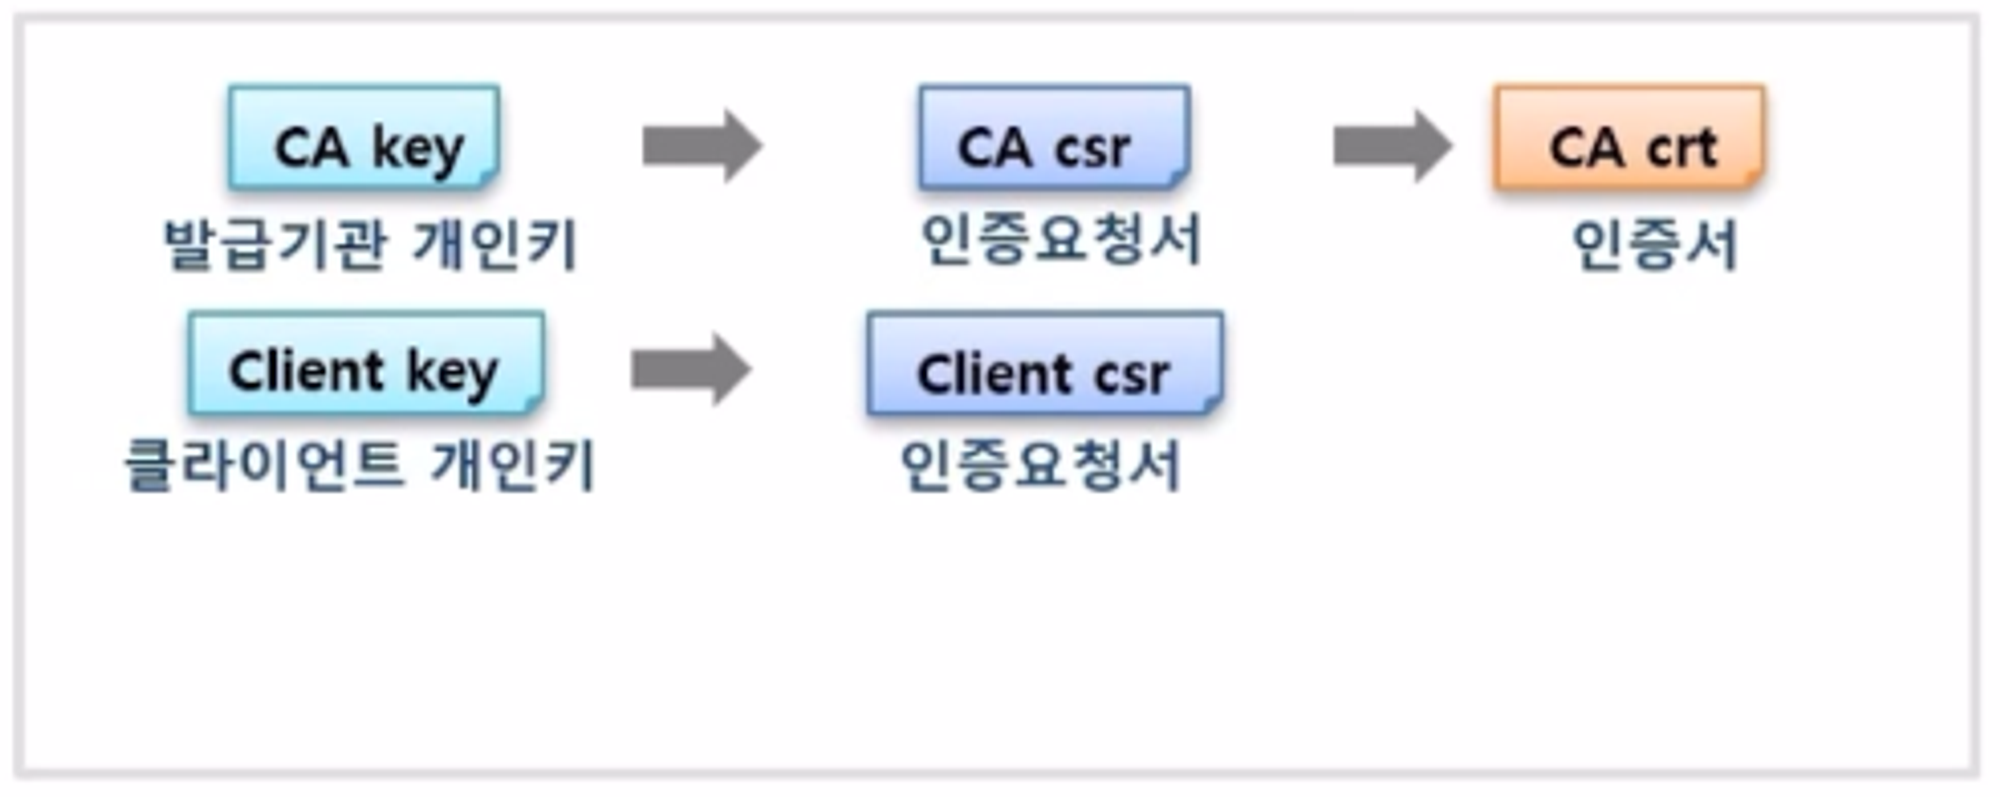 CA key
CA csr
CA crt
발급기관 개인키
인증요청서
인증서
Client key
Client csr
클라이언트 개인키
인증요청서